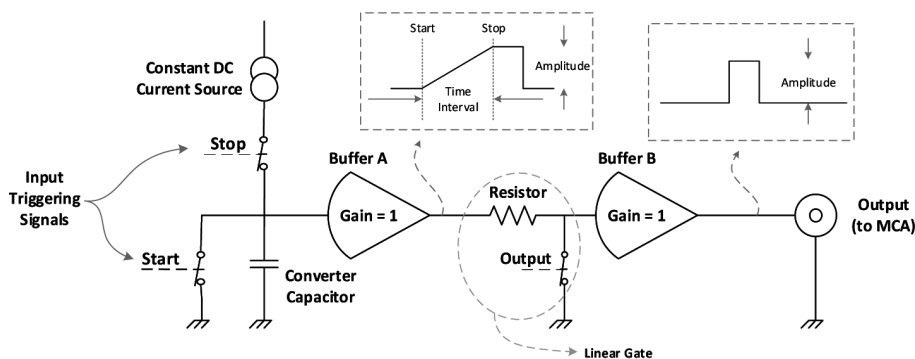 Start
Stop
Amplitude
Time
Interval
Amplitude
Constant DC
Current Source
Stop
Input
Triggering
Signals
Buffer A
Gain = 1
Resistor
Buffer B
Gain = 1
Output
(to MCA)
Start
Converter
Capacitor
Output
Linear Gate